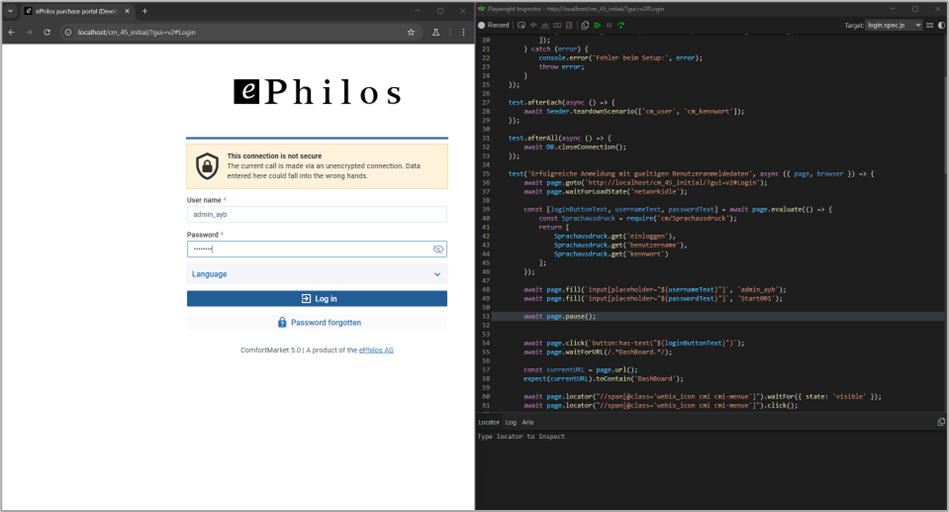 ePhilos purchase portal (Devel
localhost/cm_45_initial/?gui=v2#Login
ePhilos
This connection is not secure
The current call is made via an unencrypted connection. Data
entered here could fall into the wrong hands.
User name *
admin_ayb
Password *
Language
Log in
Password forgotten
ComfortMarket 5.0 | A product of the ePhilos AG
Playwright Inspector - http://localhost/cm_45_initial/?gui=v2#Login
Record
Target: login.spec.js
20 ]);
21 } catch (error) {
22 console.error('Fehler beim Setup:', error);
23 throw error;
24 }
25 });
26
27 test.afterEach(async () => {
28 await Seeder.teardownScenario(['cm_user', 'cm_kennwort']);
29 });
30
31 test.afterAll(async () => {
32 await DB.closeConnection();
33 });
34
35 test('Erfolgreiche Anmeldung mit gueltigen Benutzeranmeldedaten', async ({ page, browser }) => {
36 await page.goto('http://localhost/cm_45_initial/?gui=v2#Login');
37 await page.waitForLoadState('networkidle');
38
39 const [loginButtonText, usernameText, passwordText] = await page.evaluate(() => {
40 const Sprachausdruck = require('cm/Sprachausdruck');
41 return [
42 Sprachausdruck.get('einloggen'),
43 Sprachausdruck.get('benutzername'),
44 Sprachausdruck.get('kennwort')
45 ];
46 });
47
48 await page.fill(`input[placeholder="${usernameText}"]`, 'admin_ayb');
49 await page.fill(`input[placeholder="${passwordText}"]`, 'Start001');
50
51 await page.pause();
52
53
54 await page.click(`button:has-text("${loginButtonText}")`);
55 await page.waitForURL(/.*DashBoard.*/);
56
57 const currentURL = page.url();
58 expect(currentURL).toContain('DashBoard');
59
60 await page.locator("//span[@class='webix_icon cmi cmi-menue']").waitFor({ state: 'visible' });
61 await page.locator("//span[@class='webix_icon cmi cmi-menue']").click();
Locator Log Aria
Type locator to inspect